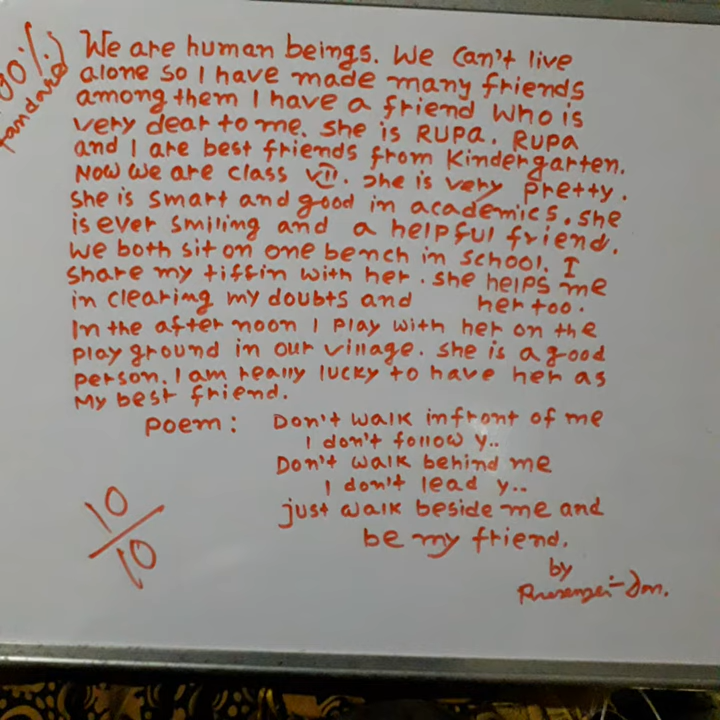 We are human beings. We can't live
alone so I have made many friends
among them I have a friend who is
very dear to me. She is RUPA. RUPA
and I are best friends from Kindergarten.
Now we are class VII. She is very pretty.
She is smart and good in academics. She
is ever smiling and a helpful friend.
We both sit on one bench in school. I
share my tiffin with her. She helps me
in clearing my doubts and her too.
In the afternoon I play with her on the
playground in our village. She is a good
person. I am really lucky to have her as
My best friend.
Poem: Don't walk infront of me
I don't follow y..
Don't walk behind me
I don't lead y..
just walk beside me and
be my friend.
by
10
10